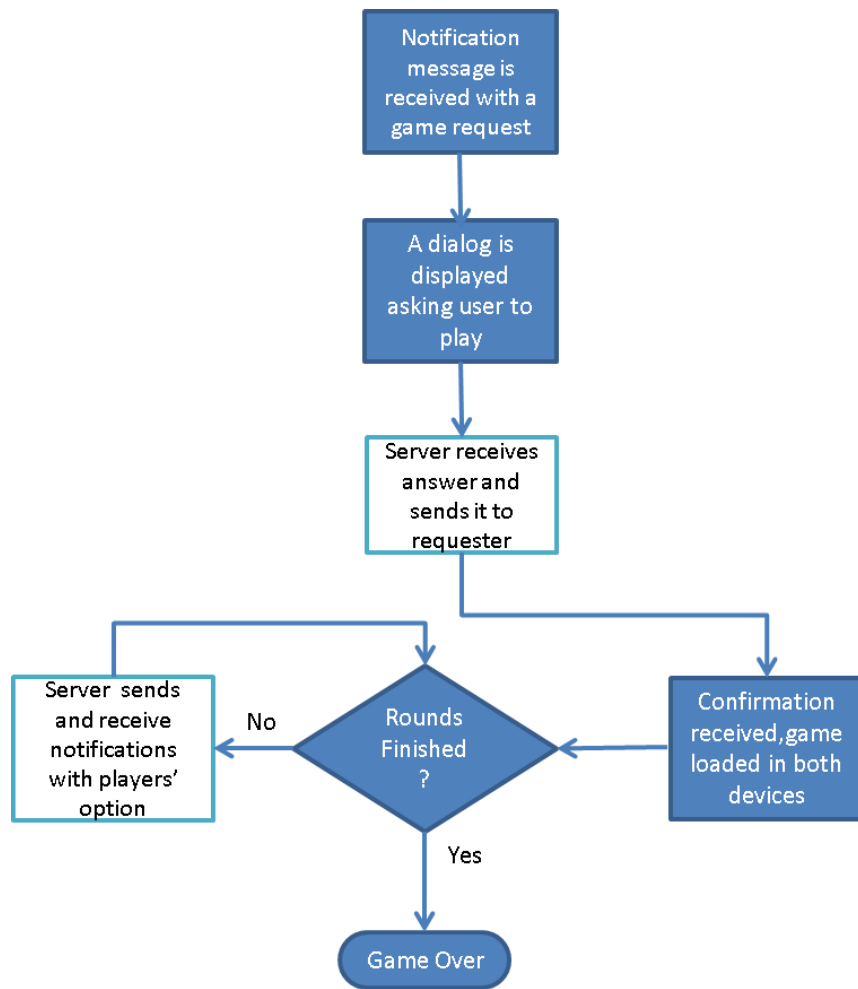 Notification
message is
received with a
game request
A dialog is
displayed
asking user to
play
Server receives
answer and
sends it to
requester
Server sends
and receive
notifications
with players'
option
No
Rounds
Finished
?
Confirmation
received,game
loaded in both
devices
Yes
Game Over